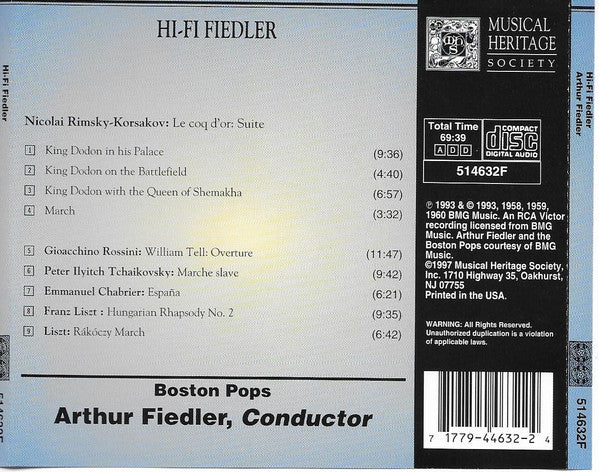 HI-FI FIEDLER
MUSICAL
HERITAGE
SOCIETY
Hi-Fi Fiedler
Hi-Fi Fiedler
Arthur Fiedler
Nicolai Rimsky-Korsakov: Le coq d'or: Suite
1 King Dodon in his Palace (9:36)
2 King Dodon on the Battlefield (4:40)
3 King Dodon with the Queen of Shemakha (6:57)
4 March (3:32)
5 Gioacchino Rossini: William Tell: Overture (11:47)
6 Peter Ilyitch Tchaikovsky: Marche slave (9:42)
7 Emmanuel Chabrier: España (6:21)
8 Franz Liszt : Hungarian Rhapsody No. 2 (9:35)
9 Liszt: Rákóczy March (6:42)
Boston Pops
Arthur Fiedler, Conductor
Total Time
69:39
ADD
COMPACT
disc
DIGITAL AUDIO
514632F
℗ 1993 & © 1993, 1958, 1959,
1960 BMG Music. An RCA Victor
recording licensed from BMG
Music. Arthur Fiedler and the
Boston Pops courtesy of BMG
Music.
©1997 Musical Heritage Society,
Inc. 1710 Highway 35, Oakhurst,
NJ 07755
Printed in the USA.
WARNING: All Rights Reserved.
Unauthorized duplication is a violation
of applicable laws.
7 17794-44632-2 4
514632F
514632F